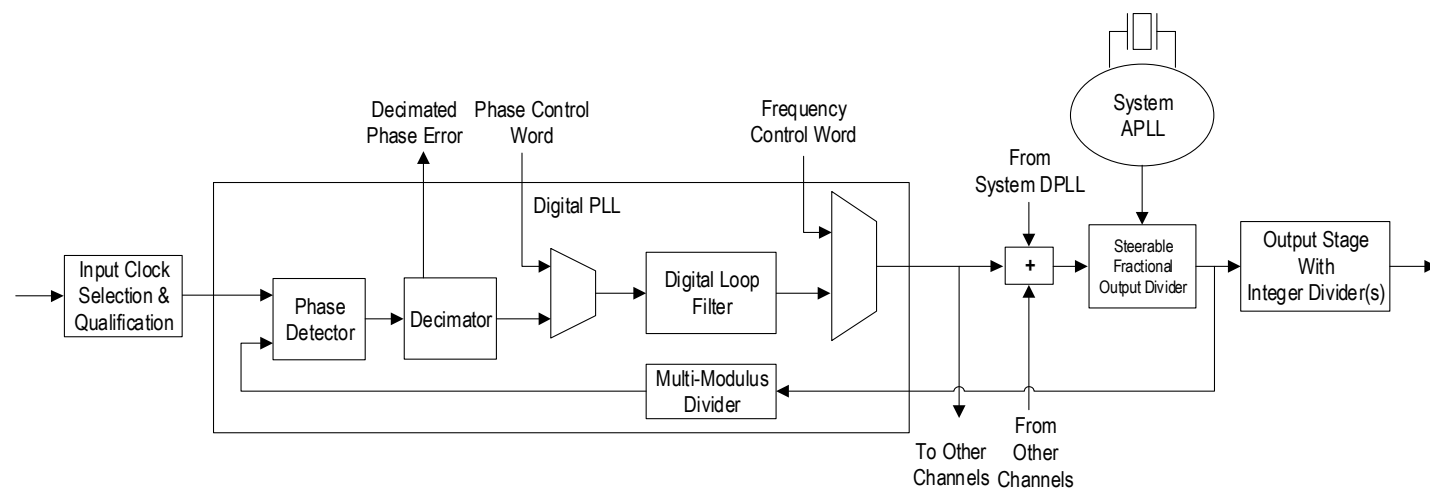 System
APLL
Decimated
Phase Error
Phase Control
Word
Frequency
Control Word
From
System DPLL
Digital PLL
Input Clock
Selection &
Qualification
Phase
Detector
Decimator
Digital Loop
Filter
+
Steerable
Fractional
Output Divider
Output Stage
With
Integer Divider(s)
Multi-Modulus
Divider
To Other
Channels
From
Other
Channels